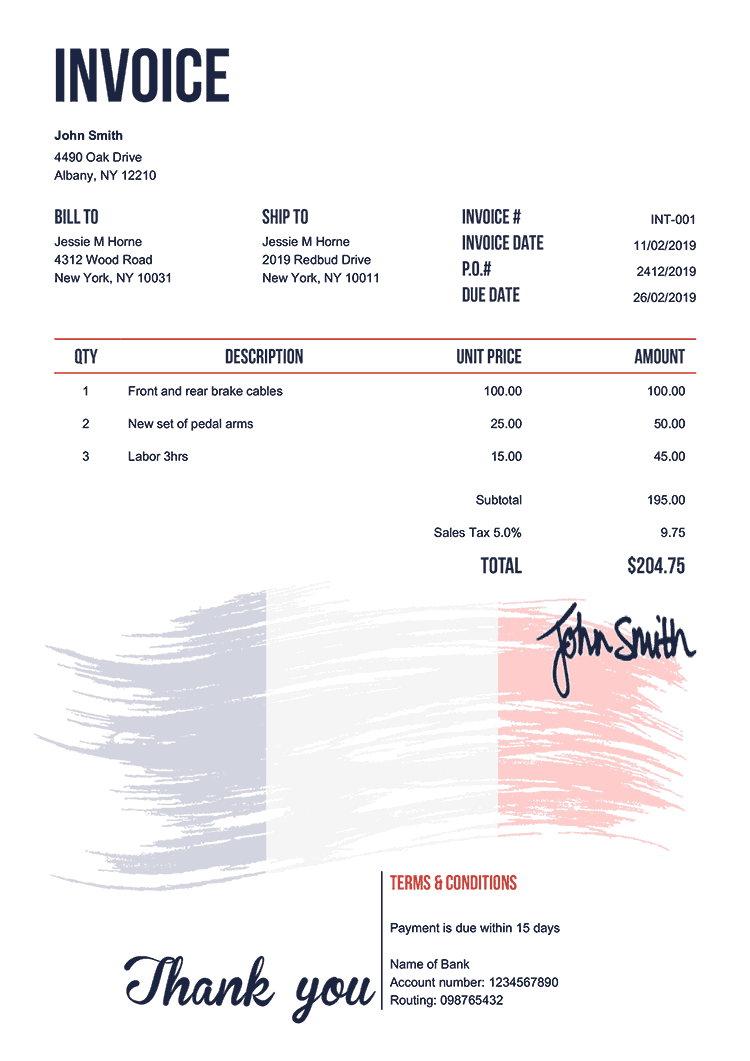 INVOICE
John Smith
4490 Oak Drive
Albany, NY 12210
BILL TO
Jessie M Horne
4312 Wood Road
New York, NY 10031
SHIP TO
Jessie M Horne
2019 Redbud Drive
New York, NY 10011
INVOICE # INT-001
INVOICE DATE 11/02/2019
P.O.# 2412/2019
DUE DATE 26/02/2019
QTY DESCRIPTION UNIT PRICE AMOUNT
1 Front and rear brake cables 100.00 100.00
2 New set of pedal arms 25.00 50.00
3 Labor 3hrs 15.00 45.00
Subtotal 195.00
Sales Tax 5.0% 9.75
TOTAL $204.75
John Smith
TERMS & CONDITIONS
Payment is due within 15 days
Name of Bank
Account number: 1234567890
Routing: 098765432
Thank you